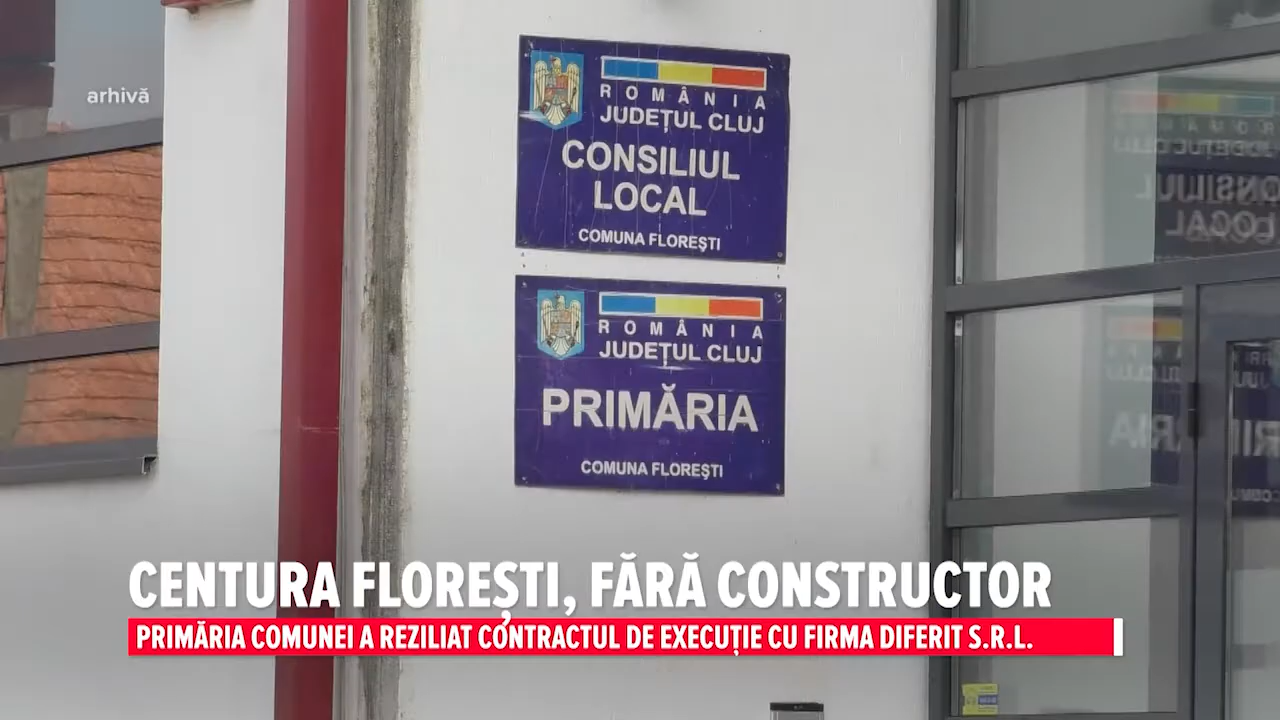 arhivă
ROMÂNIA
JUDEȚUL CLUJ
CONSILIUL
LOCAL
COMUNA FLOREȘTI
ROMÂNIA
JUDEȚUL CLUJ
PRIMĂRIA
COMUNA FLOREȘTI
CENTURA FLOREȘTI, FĂRĂ CONSTRUCTOR
PRIMĂRIA COMUNEI A REZILIAT CONTRACTUL DE EXECUȚIE CU FIRMA DIFERIT S.R.L.